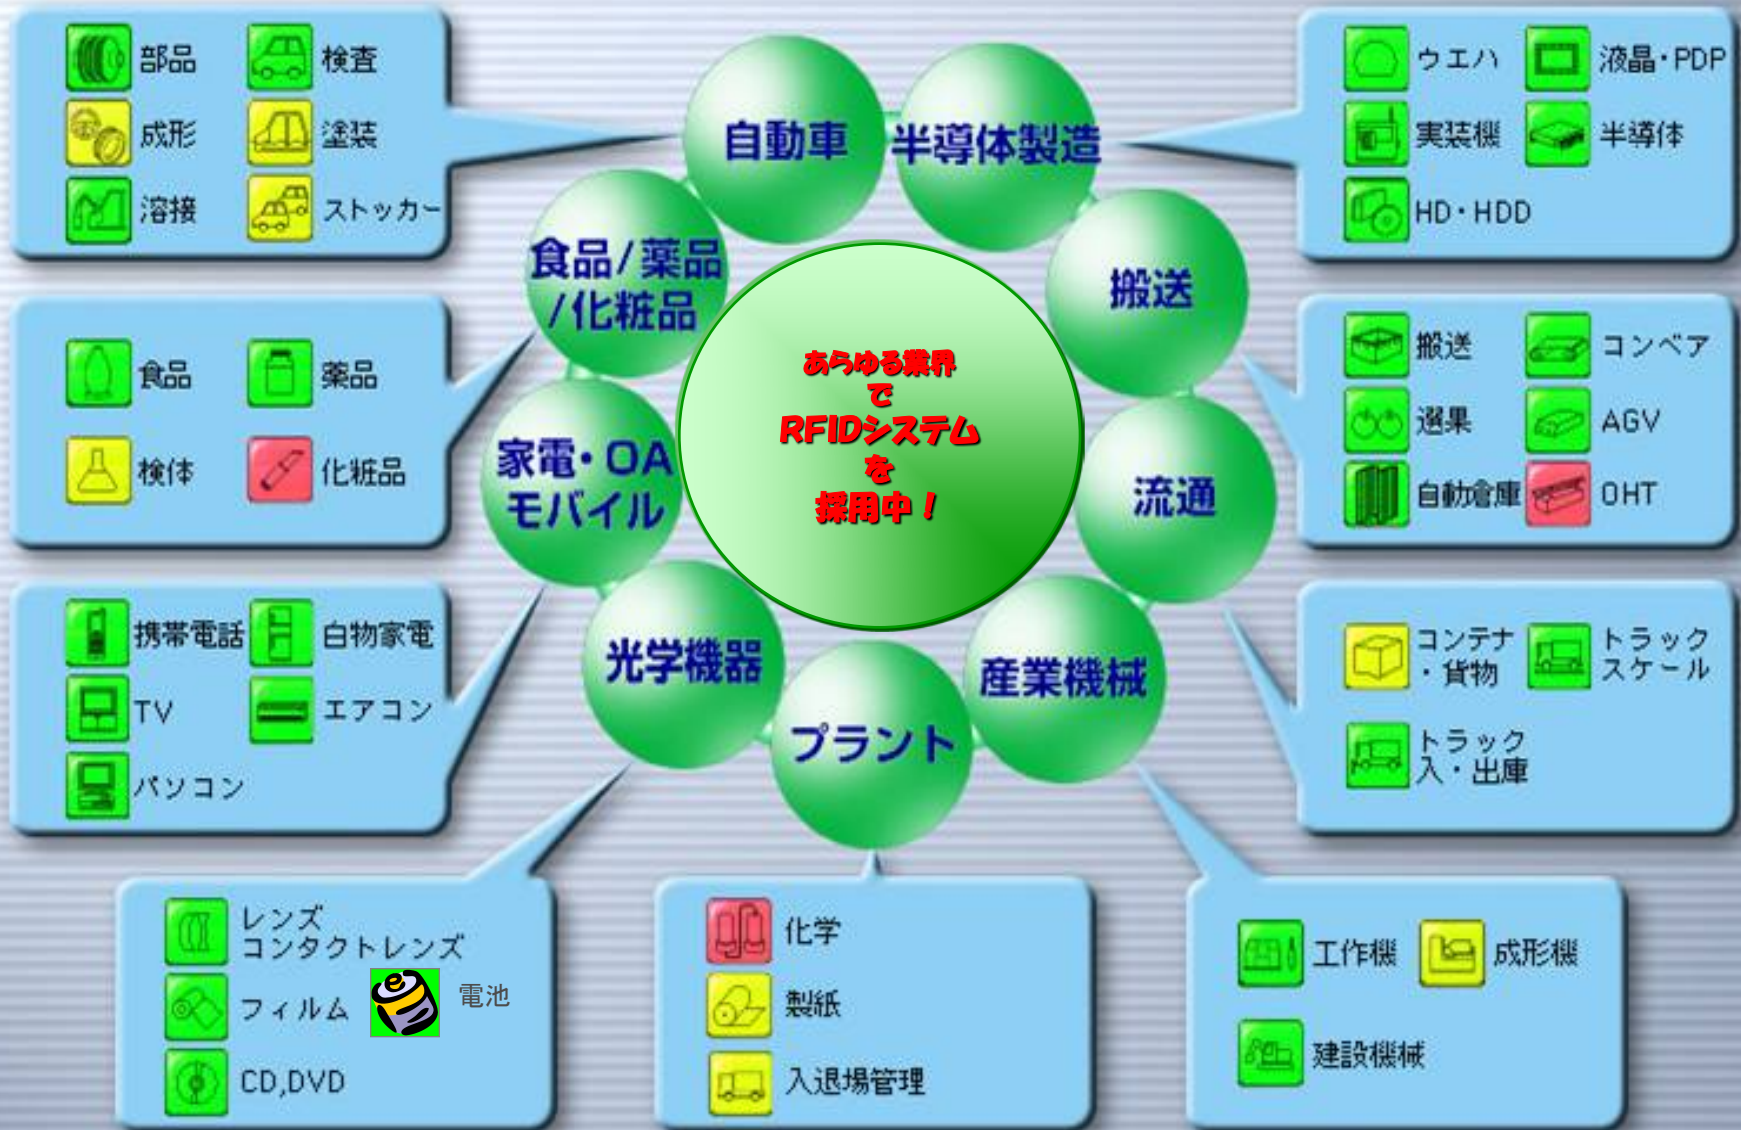 部品
検査
成形
塗装
溶接
ストッカー
自動車
半導体製造
ウエハ
液晶・PDP
実装機
半導体
HD・HDD
食品/薬品
/化粧品
搬送
食品
薬品
検体
化粧品
あらゆる業界
で
RFIDシステム
を
採用中！
搬送
コンベア
選果
AGV
自動倉庫
OHT
家電・OA
モバイル
流通
携帯電話
白物家電
TV
エアコン
パソコン
光学機器
産業機械
プラント
コンテナ
・貨物
トラック
スケール
トラック
入・出庫
レンズ
コンタクトレンズ
フィルム
電池
CD,DVD
化学
製紙
入退場管理
工作機
成形機
建設機械